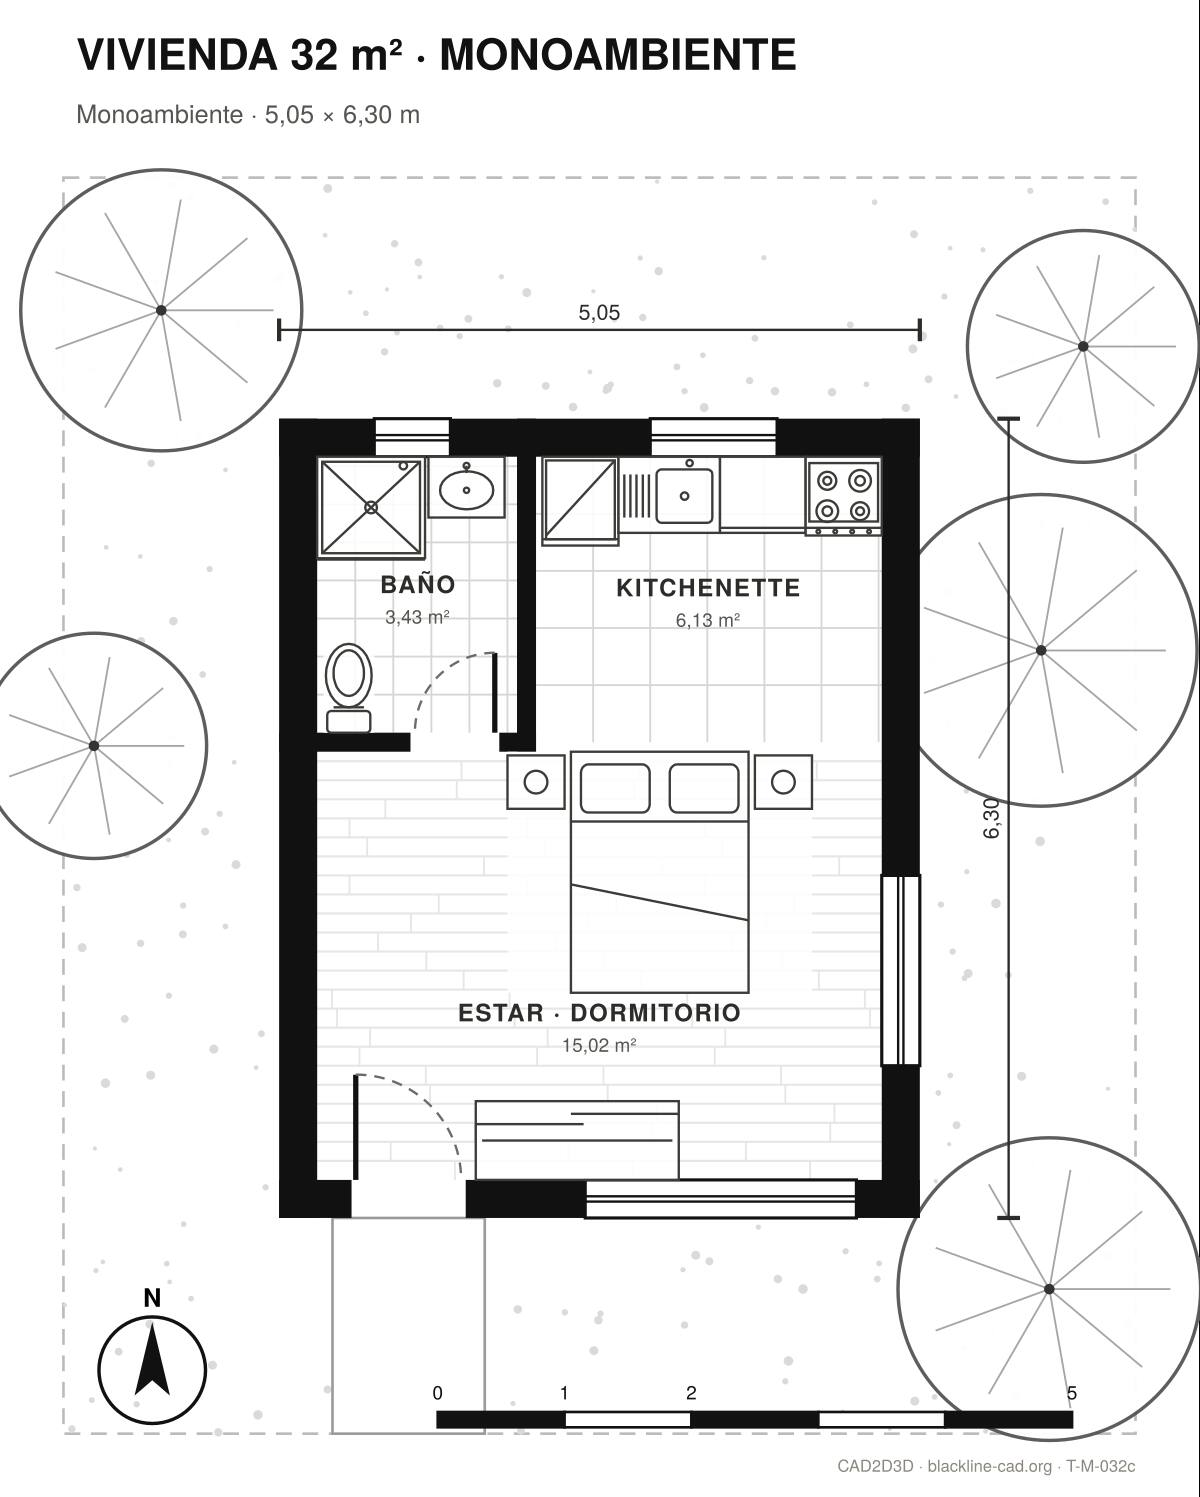 VIVIENDA 32 m² · MONOAMBIENTE
Monoambiente · 5,05 × 6,30 m
5,05
BAÑO
3,43 m²
KITCHENETTE
6,13 m²
6,30
ESTAR · DORMITORIO
15,02 m²
N
0 1 2 5
CAD2D3D · blackline-cad.org · T-M-032c